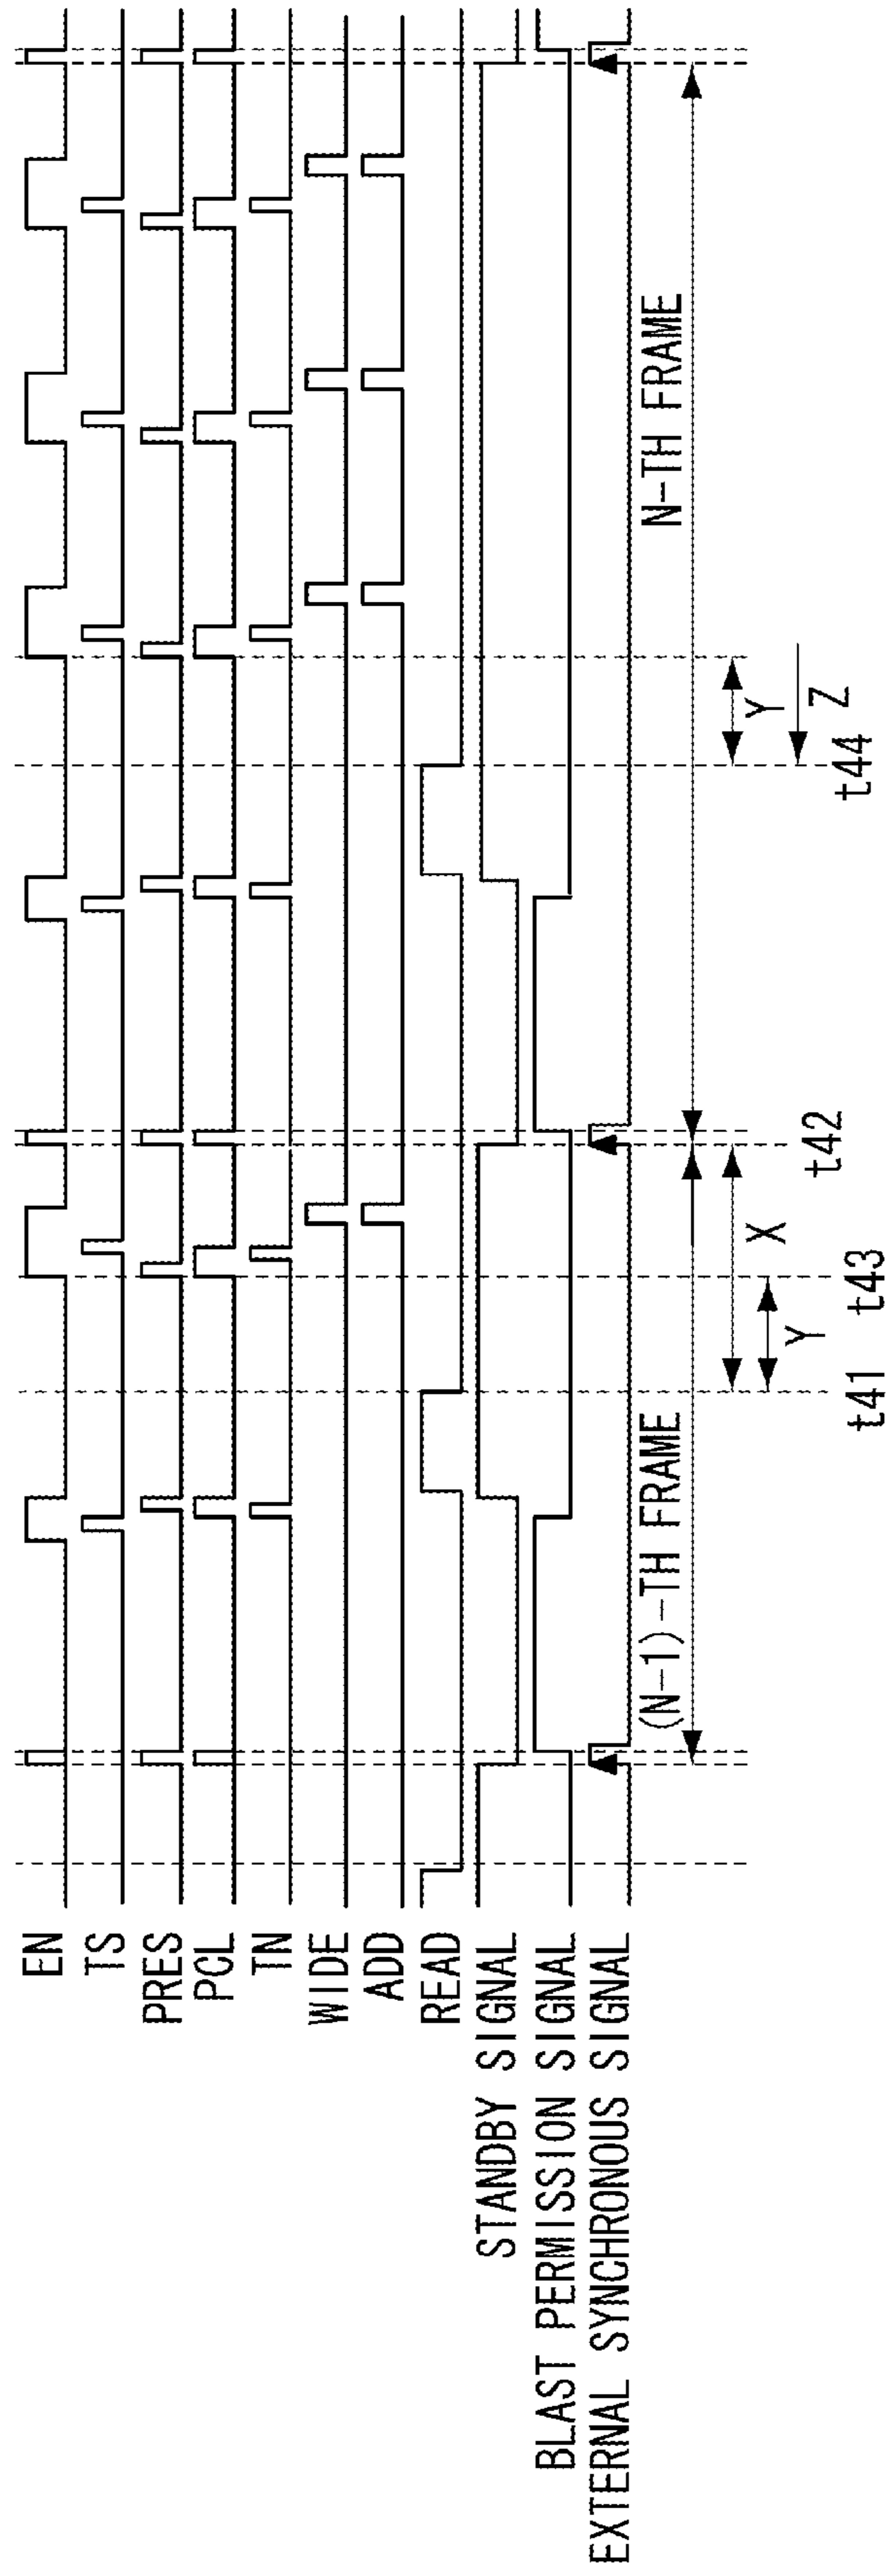 EN
TS
PRES
PCL
TN
WIDE
ADD
READ
STANDBY SIGNAL
BLAST PERMISSION SIGNAL
EXTERNAL SYNCHRONOUS SIGNAL
(N-1)-TH FRAME
N-TH FRAME
X
Y
Y
Z
t41
t43
t42
t44